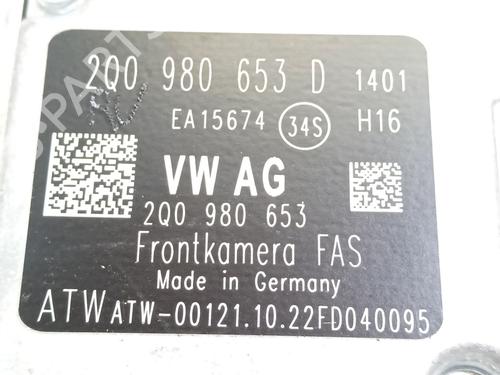 2Q0 980 653 D 1401
EA15674 34S H16
VW AG
2Q0 980 653
Frontkamera FAS
Made in Germany
ATW ATW-00121.10.22FD040095